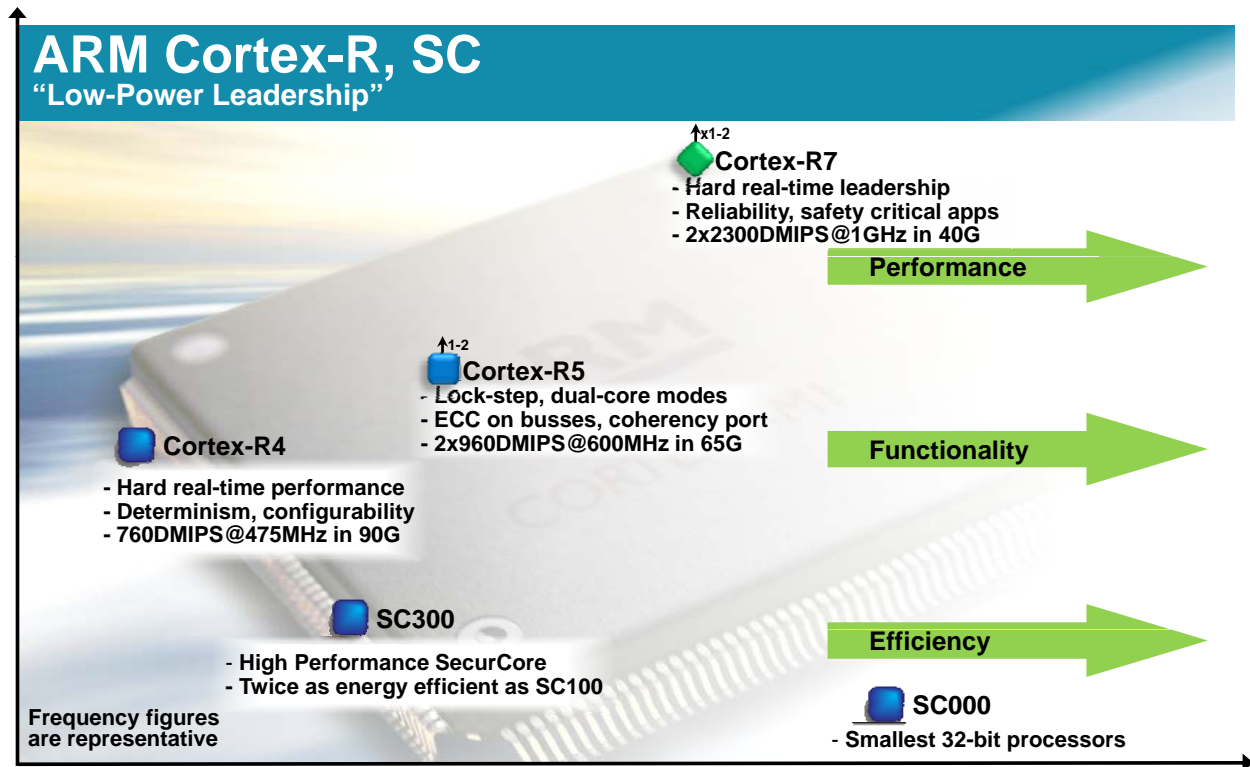 ARM Cortex-R, SC
“Low-Power Leadership”
x1-2
Cortex-R7
- Hard real-time leadership
- Reliability, safety critical apps
- 2x2300DMIPS@1GHz in 40G
Performance
1-2
Cortex-R5
- Lock-step, dual-core modes
- ECC on busses, coherency port
- 2x960DMIPS@600MHz in 65G
Cortex-R4
- Hard real-time performance
- Determinism, configurability
- 760DMIPS@475MHz in 90G
Functionality
SC300
- High Performance SecurCore
- Twice as energy efficient as SC100
Efficiency
SC000
- Smallest 32-bit processors
Frequency figures
are representative
ARM